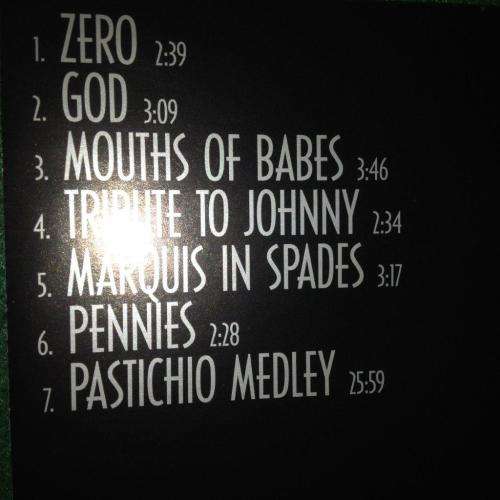 1. ZERO 2:39
2. GOD 3:09
3. MOUTHS OF BABES 3:46
4. TRIBUTE TO JOHNNY 2:34
5. MARQUIS IN SPADES 3:17
6. PENNIES 2:28
7. PASTICHIO MEDLEY 25:59